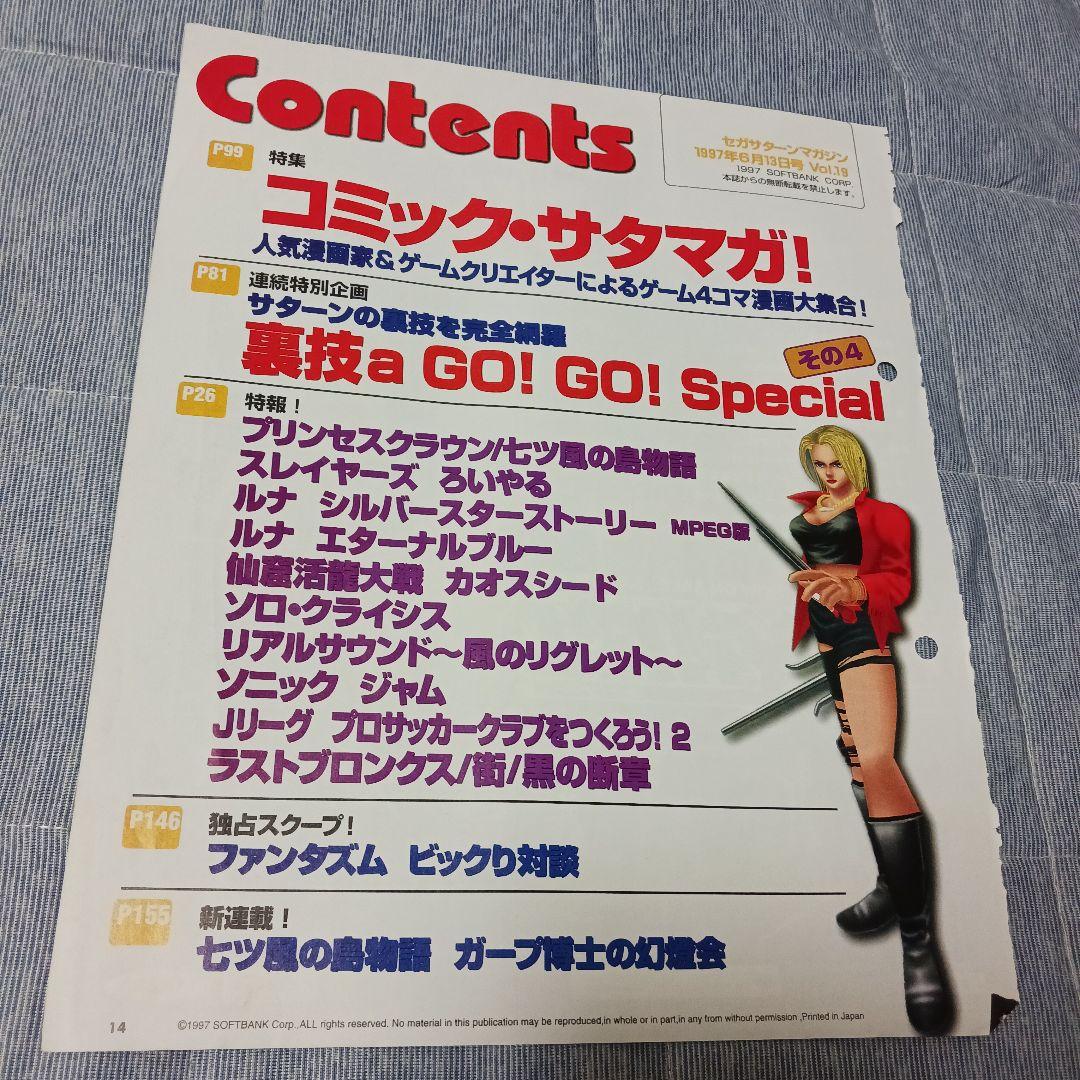 Contents
セガサターンマガジン
1997年6月13日号 Vol.19
1997 SOFTBANK CORP.
本誌からの無断転載を禁止します。
P99 特集
コミック・サタマガ!
人気漫画家&ゲームクリエイターによるゲーム4コマ漫画大集合!
P81 連続特別企画
サターンの裏技を完全網羅
裏技a GO! GO! Special その4
P26 特報!
プリンセスクラウン/七ツ風の島物語
スレイヤーズ ろいやる
ルナ シルバースターストーリー MPEG版
ルナ エターナルブルー
仙窟活龍大戦 カオスシード
ソロ・クライシス
リアルサウンド〜風のリグレット〜
ソニック ジャム
Jリーグ プロサッカークラブをつくろう! 2
ラストブロンクス/街/黒の断章
P146 独占スクープ!
ファンタズム ビックり対談
P155 新連載!
七ツ風の島物語 ガープ博士の幻燈会
14 ©1997 SOFTBANK Corp.,ALL rights reserved. No material in this publication may be reproduced,in whole or in part,in any from without permission ,Printed in Japan